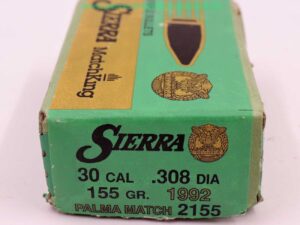 SIERRA
MatchKing
SIERRA
30 CAL .308 DIA
155 GR. 1992
PALMA MATCH 2155